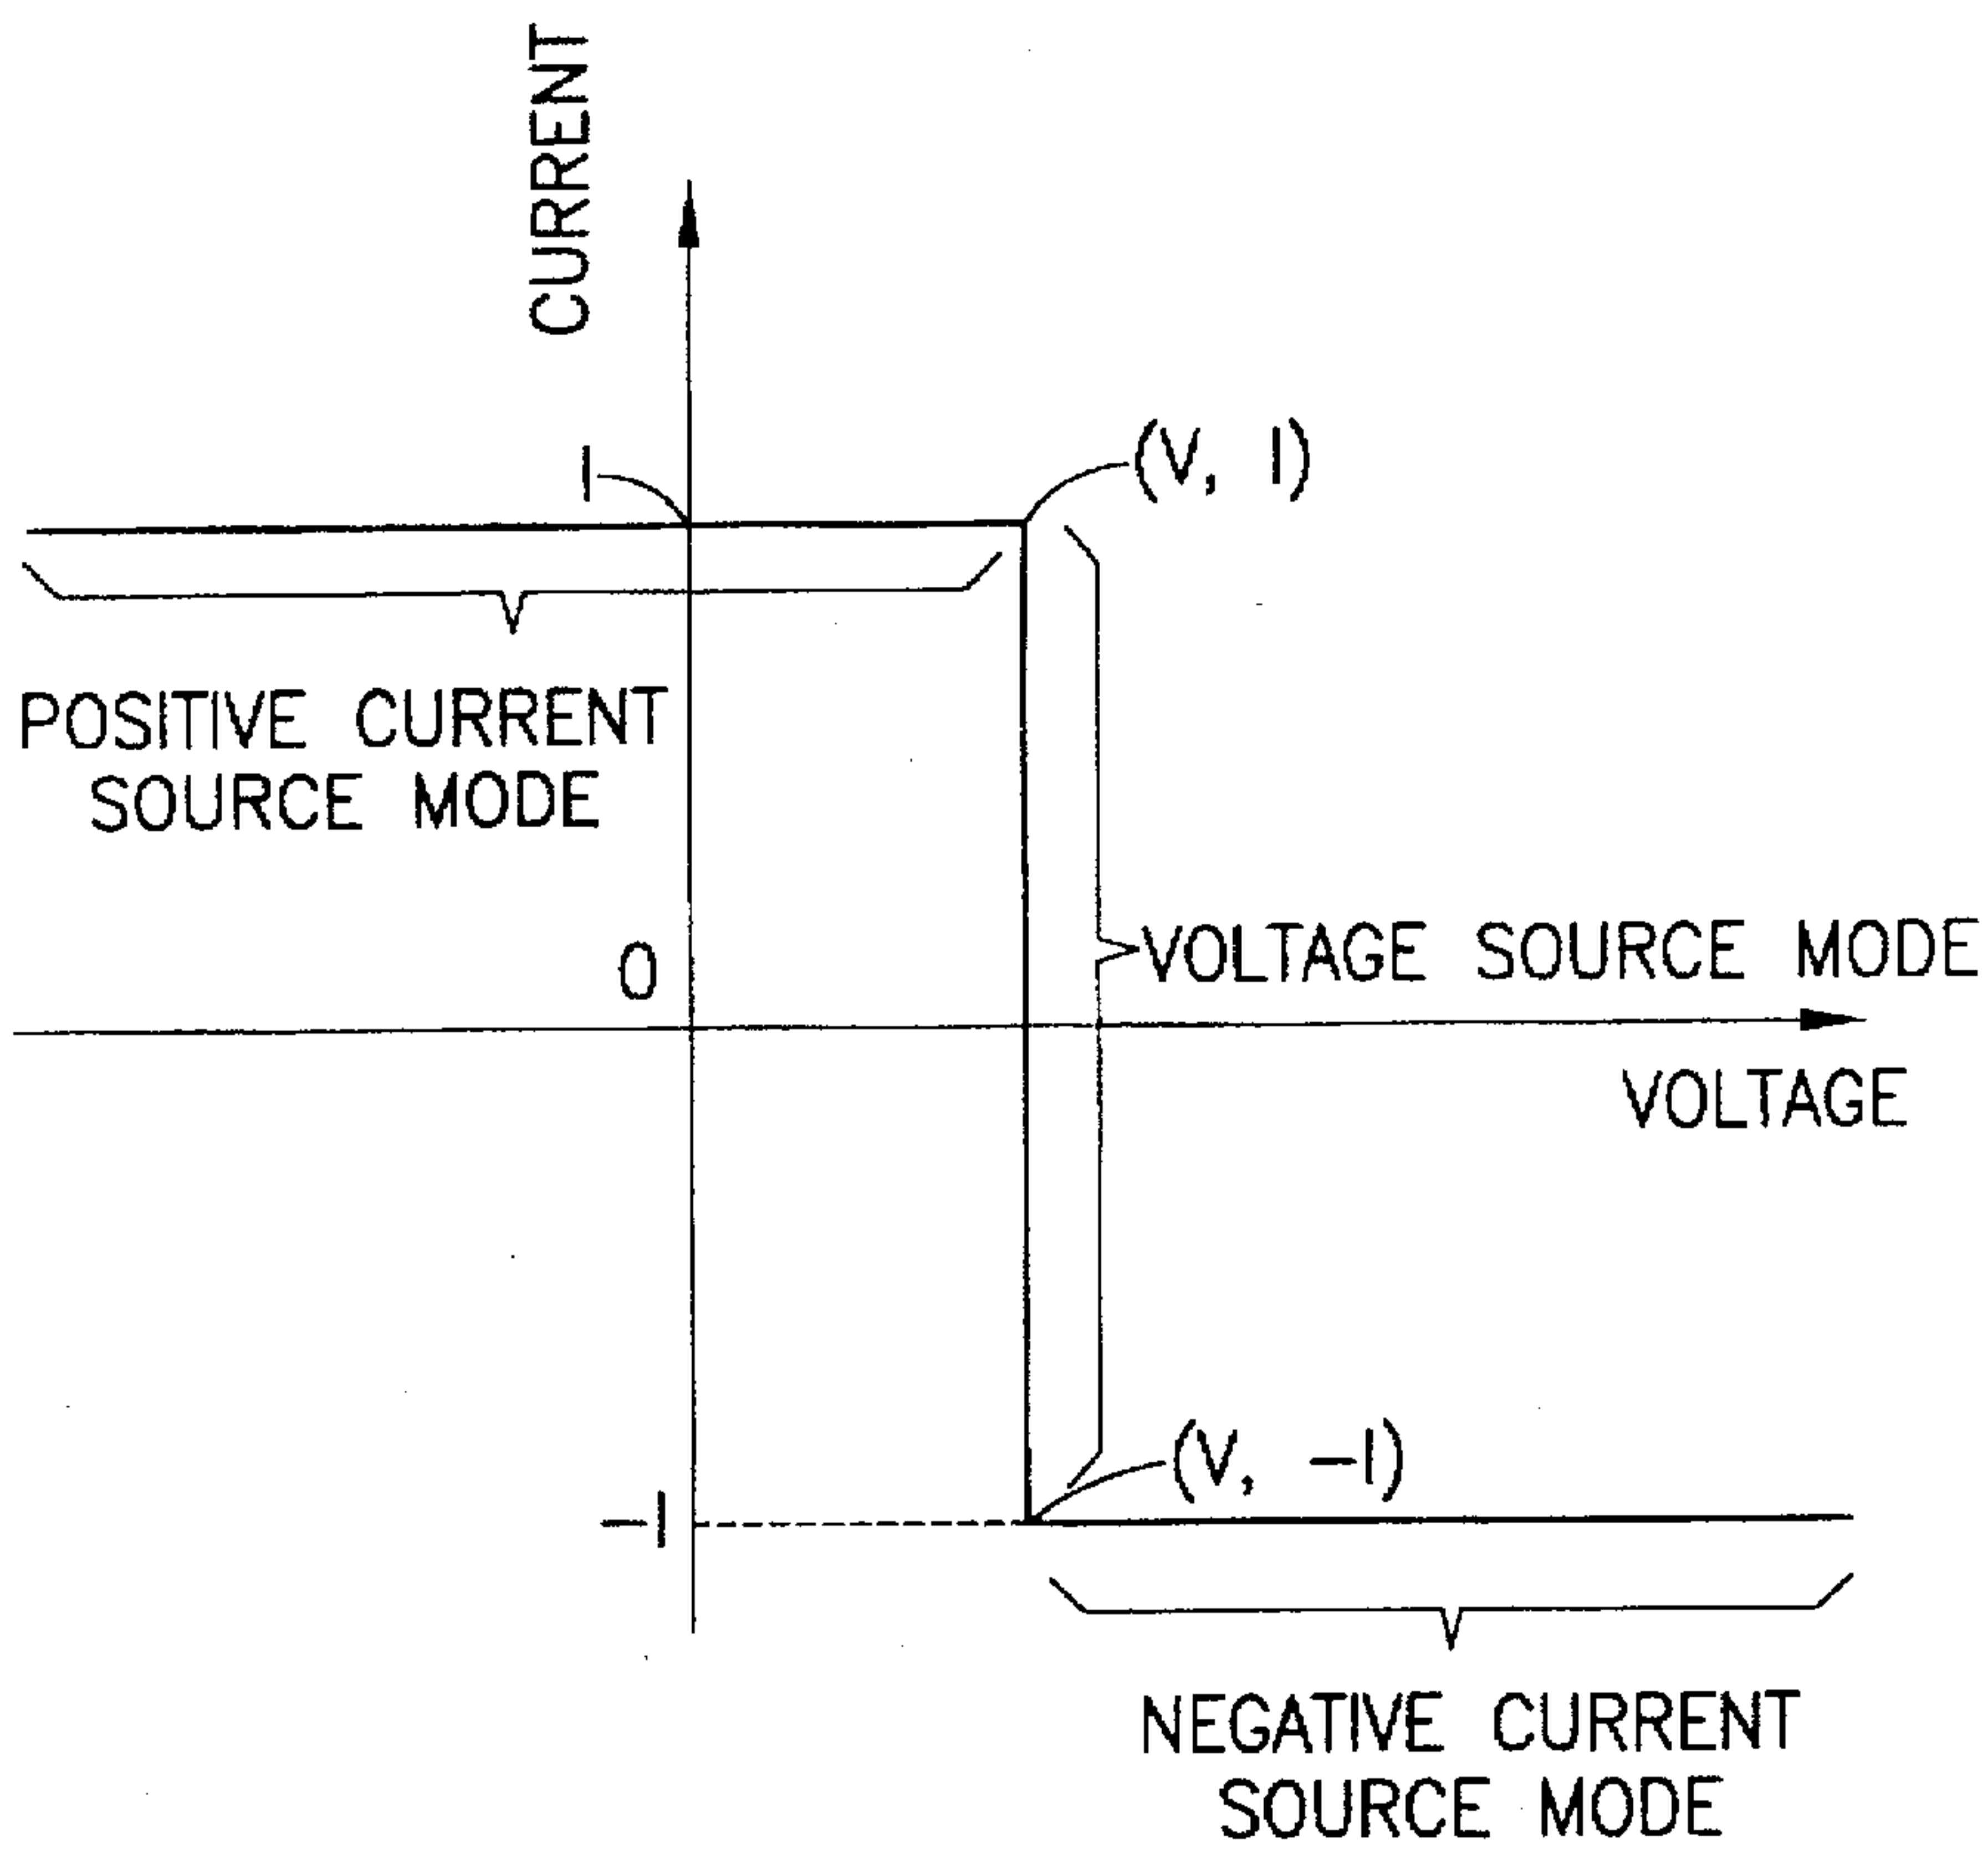 CURRENT
I
(V, I)
POSITIVE CURRENT
SOURCE MODE
0
VOLTAGE SOURCE MODE
VOLTAGE
(V, -I)
-I
NEGATIVE CURRENT
SOURCE MODE